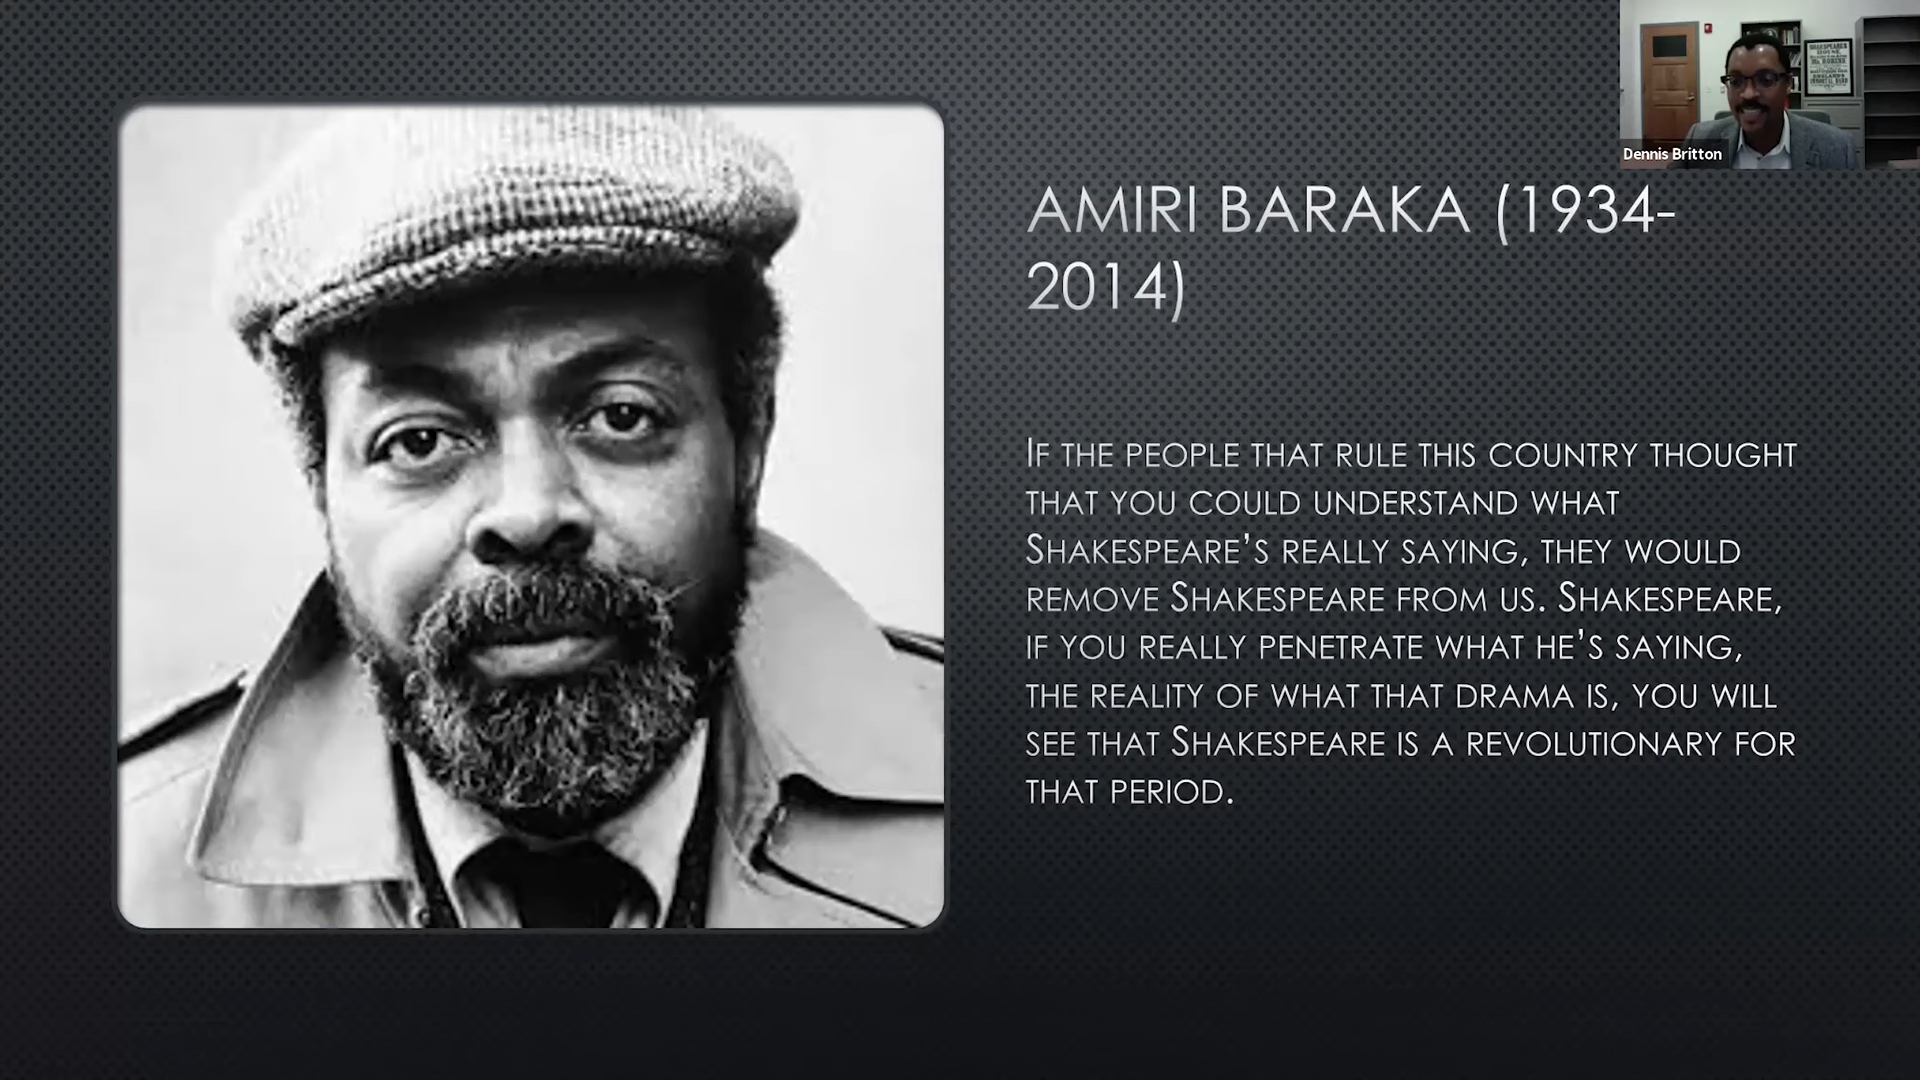 SHAKESPEARE'S
HOUSE,
Dennis Britton
AMIRI BARAKA (1934-
2014)
IF THE PEOPLE THAT RULE THIS COUNTRY THOUGHT
THAT YOU COULD UNDERSTAND WHAT
SHAKESPEARE’S REALLY SAYING, THEY WOULD
REMOVE SHAKESPEARE FROM US. SHAKESPEARE,
IF YOU REALLY PENETRATE WHAT HE’S SAYING,
THE REALITY OF WHAT THAT DRAMA IS, YOU WILL
SEE THAT SHAKESPEARE IS A REVOLUTIONARY FOR
THAT PERIOD.